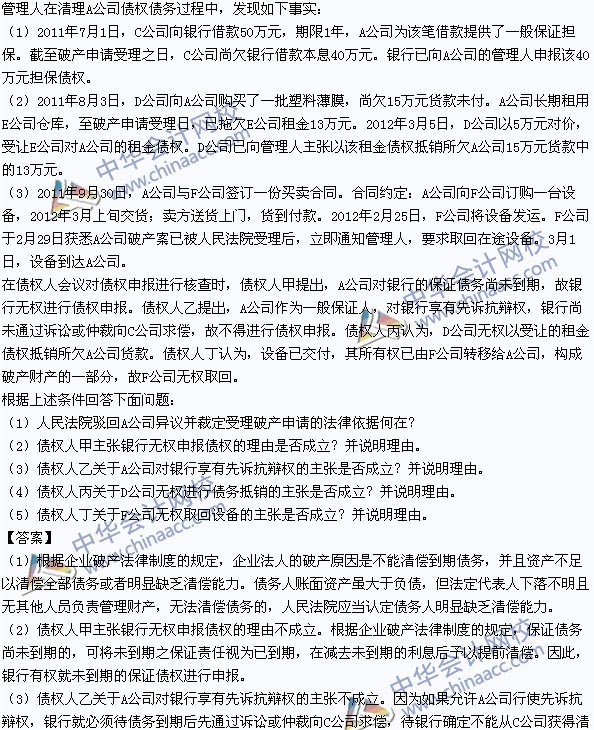 管理人在清理A公司债权债务过程中，发现如下事实：
（1）2011年7月1日，C公司向银行借款50万元，期限1年，A公司为该笔借款提供了一般保证担
保。截至破产申请受理之日，C公司尚欠银行借款本息40万元。银行已向A公司的管理人申报该40
万元担保债权。
（2）2011年8月3日，D公司向A公司购买了一批塑料薄膜，尚欠15万元货款未付。A公司长期租用
E公司仓库，至破产申请受理日，已拖欠E公司租金13万元。2012年3月5日，D公司以5万元对价，
受让E公司对A公司的租金债权。D公司已向管理人主张以该租金债权抵销所欠A公司15万元货款中
的13万元。
（3）2011年9月30日，A公司与F公司签订一份买卖合同。合同约定：A公司向F公司订购一台设
备，2012年3月上旬交货，卖方送货上门，货到付款。2012年2月25日，F公司将设备发运。F公司
于2月29日获悉A公司破产案已被人民法院受理后，立即通知管理人，要求取回在途设备。3月1
日，设备到达A公司。
在债权人会议对债权申报进行核查时，债权人甲提出，A公司对银行的保证债务尚未到期，故银
行无权进行债权申报。债权人乙提出，A公司作为一般保证人，对银行享有先诉抗辩权，银行尚
未通过诉讼或仲裁向C公司求偿，故不得进行债权申报。债权人丙认为，D公司无权以受让的租金
债权抵销所欠A公司货款。债权人丁认为，设备已交付，其所有权已由F公司转移给A公司，构成
破产财产的一部分，故F公司无权取回。
根据上述条件回答下面问题：
（1）人民法院驳回A公司异议并裁定受理破产申请的法律依据何在？
（2）债权人甲主张银行无权申报债权的理由是否成立？并说明理由。
（3）债权人乙关于A公司对银行享有先诉抗辩权的主张是否成立？并说明理由。
（4）债权人丙关于D公司无权进行债务抵销的主张是否成立？并说明理由。
（5）债权人丁关于F公司无权取回设备的主张是否成立？并说明理由。
【答案】
（1）根据企业破产法律制度的规定，企业法人的破产原因是不能清偿到期债务，并且资产不足
以清偿全部债务或者明显缺乏清偿能力。债务人账面资产虽大于负债，但法定代表人下落不明且
无其他人员负责管理财产，无法清偿债务的，人民法院应当认定债务人明显缺乏清偿能力。
（2）债权人甲主张银行无权申报债权的理由不成立。根据企业破产法律制度的规定，保证债务
尚未到期的，可将未到期之保证责任视为已到期，在减去未到期的利息后予以提前清偿。因此，
银行有权就未到期的保证债权进行申报。
（3）债权人乙关于A公司对银行享有先诉抗辩权的主张不成立。因为如果允许A公司行使先诉抗
辩权，银行就必须待债务到期后先通过诉讼或仲裁向C公司求偿，待银行确定不能从C公司获得清
中华会计网校
www.chinaacc.com
中华会计网校
www.chinaacc.com
中华会计网校
www.chinaacc.com
中华会计网校
www.chinaacc.com